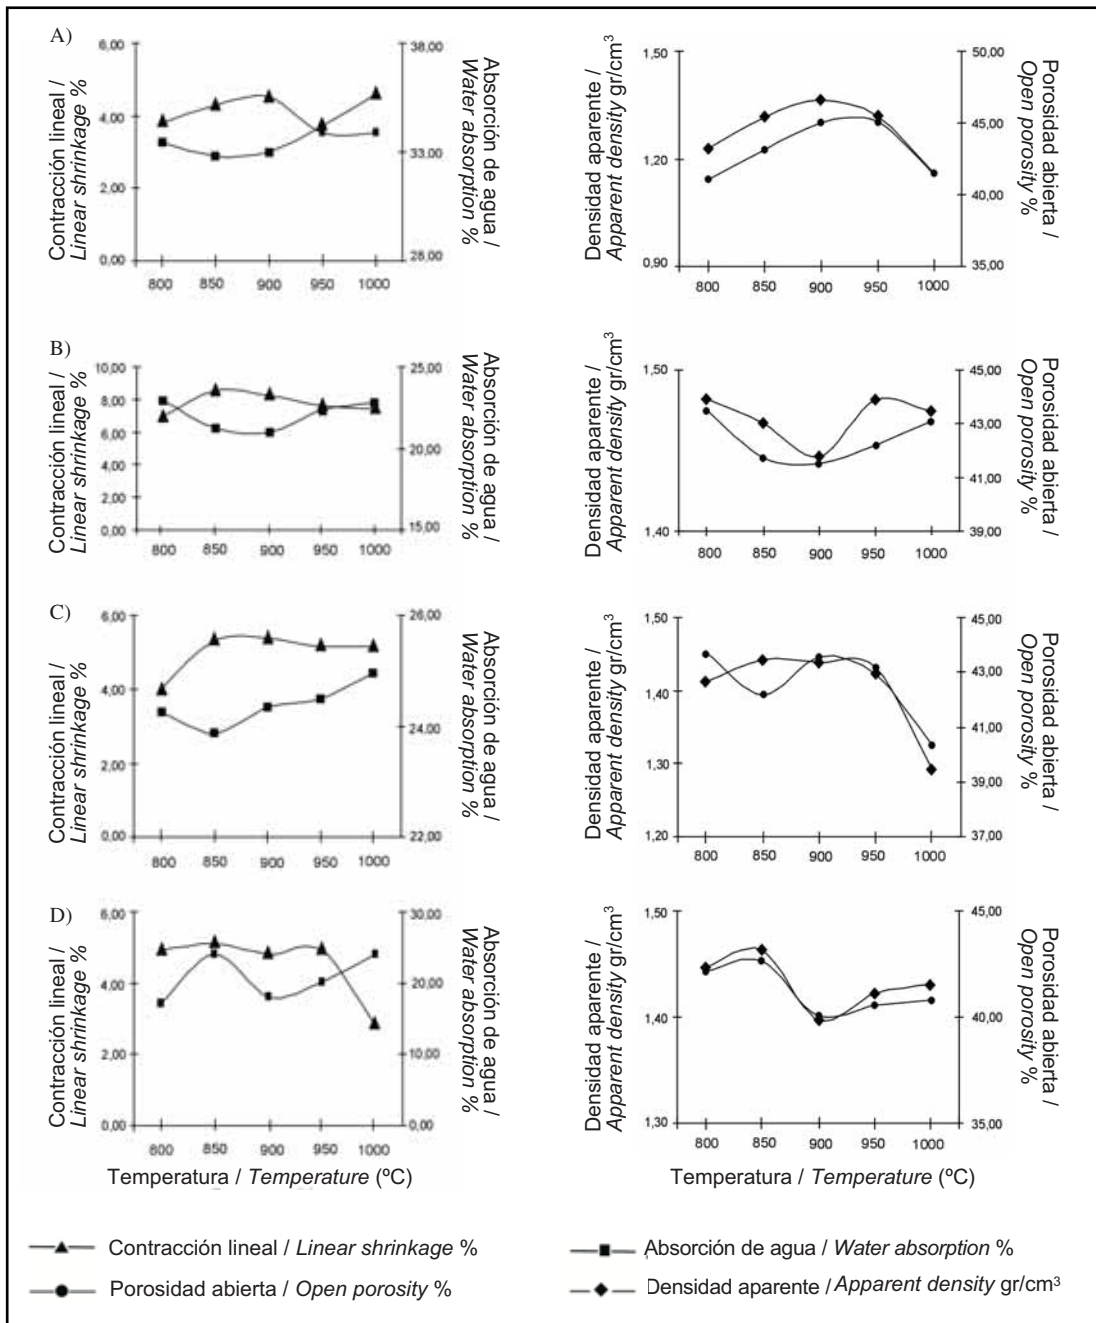 A)
6,00
4,00
2,00
0,00
Contracción lineal /
Linear shrinkage %
38,00
33,00
28,00
Absorción de agua /
Water absorption %
800 850 900 950 1000
1,50
1,20
0,90
Densidad aparente /
Apparent density gr/cm³
50,00
45,00
40,00
35,00
Porosidad abierta /
Open porosity
%
800 850 900 950 1000
B)
10,00
8,00
6,00
4,00
2,00
0,00
Contracción lineal /
Linear shrinkage %
25,00
20,00
15,00
Absorción de agua /
Water absorption %
800 850 900 950 1000
1,50
1,40
Densidad aparente /
Apparent density gr/cm³
45,00
43,00
41,00
39,00
Porosidad abierta /
Open porosity
%
800 850 900 950 1000
C)
6,00
4,00
2,00
0,00
Contracción lineal /
Linear shrinkage %
26,00
24,00
22,00
Absorción de agua /
Water absorption %
800 850 900 950 1000
1,50
1,40
1,30
1,20
Densidad aparente /
Apparent density gr/cm³
45,00
43,00
41,00
39,00
37,00
Porosidad abierta /
Open porosity
%
800 850 900 950 1000
D)
6,00
4,00
2,00
0,00
Contracción lineal /
Linear shrinkage %
30,00
20,00
10,00
0,00
Absorción de agua /
Water absorption %
800 850 900 950 1000
Temperatura / Temperature (ºC)
1,50
1,40
1,30
Densidad aparente /
Apparent density gr/cm³
45,00
40,00
35,00
Porosidad abierta /
Open porosity
%
800 850 900 950 1000
Temperatura / Temperature (ºC)
Contracción lineal / Linear shrinkage %
Absorción de agua / Water absorption %
Porosidad abierta / Open porosity %
Densidad aparente / Apparent density gr/cm³